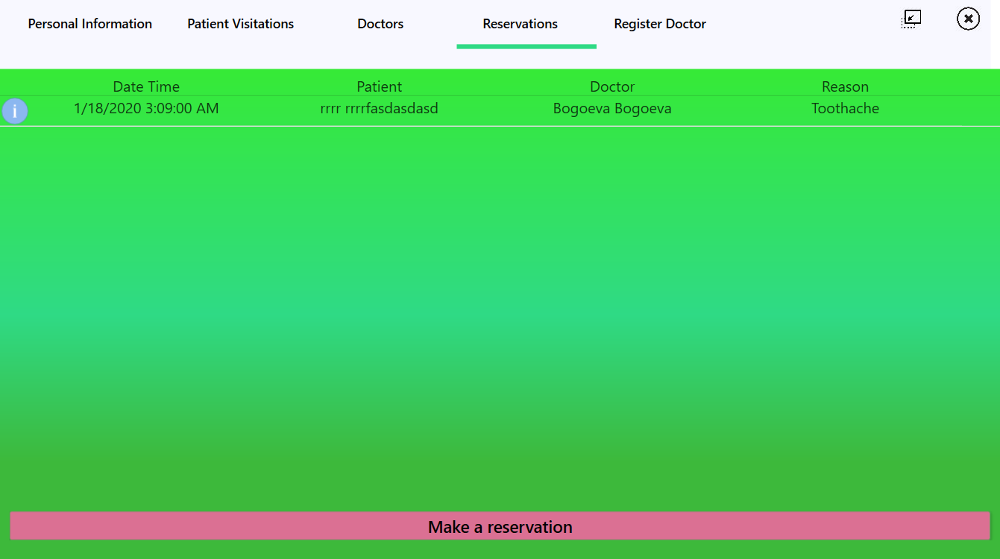 Personal Information Patient Visitations Doctors Reservations Register Doctor
Date Time Patient Doctor Reason
i 1/18/2020 3:09:00 AM rrrr rrrrfasdasdasd Bogoeva Bogoeva Toothache
Make a reservation